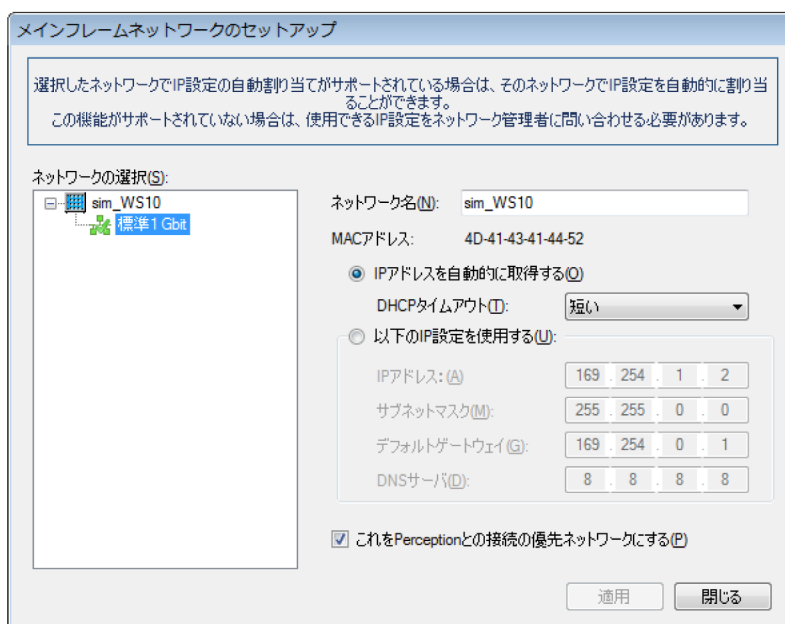 メインフレームネットワークのセットアップ
選択したネットワークでIP設定の自動割り当てがサポートされている場合は、そのネットワークでIP設定を自動的に割り当
ることができます。
この機能がサポートされていない場合は、使用できるIP設定をネットワーク管理者に問い合わせる必要があります。
ネットワークの選択(S):
sim_WS10
標準1 Gbit
ネットワーク名(N): sim_WS10
MACアドレス: 4D-41-43-41-44-52
IPアドレスを自動的に取得する(O)
DHCPタイムアウト(T): 短い
以下のIP設定を使用する(U):
IPアドレス:(A) 169 . 254 . 1 . 2
サブネットマスク(M): 255 . 255 . 0 . 0
デフォルトゲートウェイ(G): 169 . 254 . 0 . 1
DNSサーバ(D): 8 . 8 . 8 . 8
これをPerceptionとの接続の優先ネットワークにする(P)
適用 閉じる